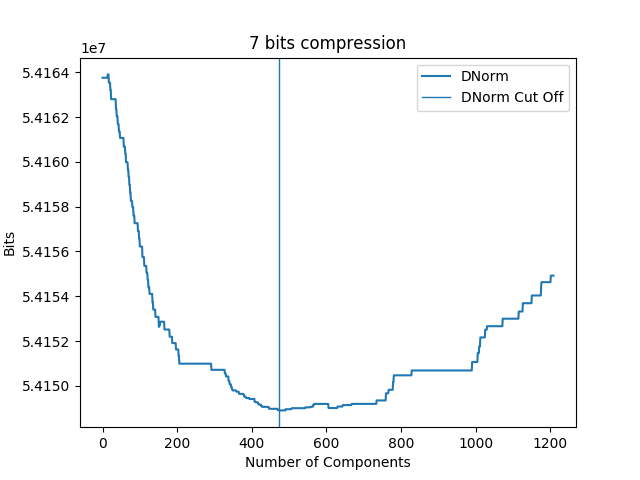 7 bits compression
1e7
DNorm
DNorm Cut Off
5.4164
5.4162
5.4160
5.4158
5.4156
5.4154
5.4152
5.4150
Bits
0 200 400 600 800 1000 1200
Number of Components